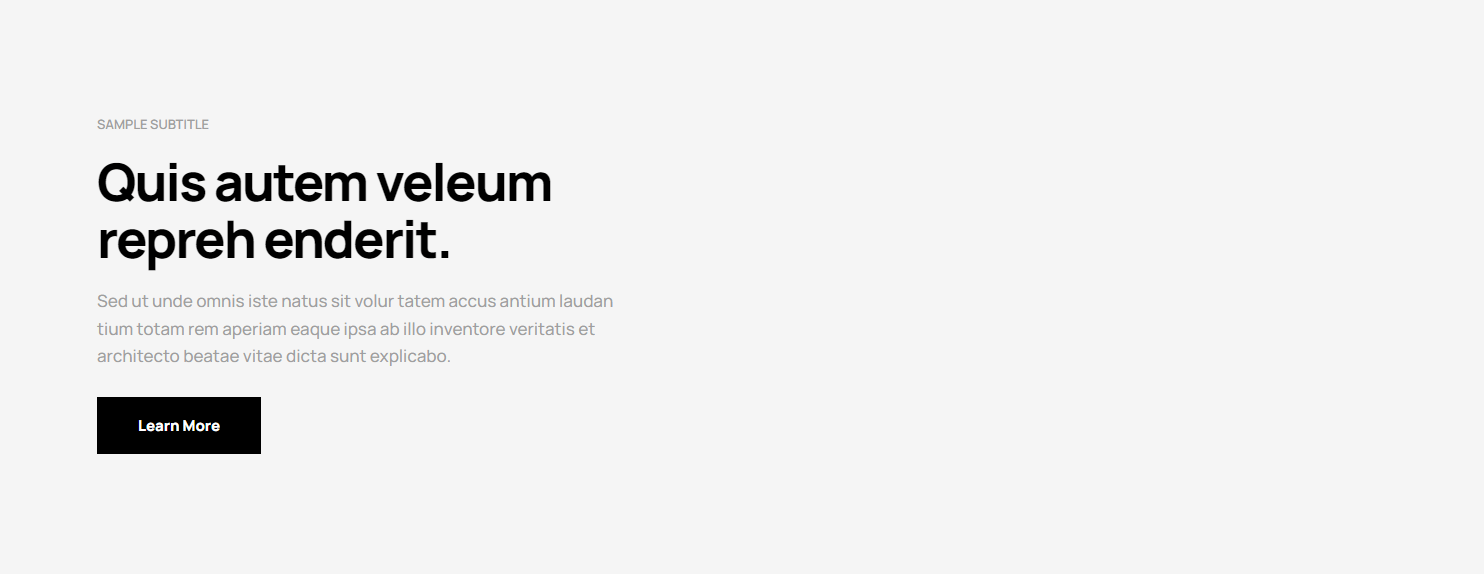 SAMPLE SUBTITLE
Quis autem veleum
repreh enderit.
Sed ut unde omnis iste natus sit volur tatem accus antium laudan
tium totam rem aperiam eaque ipsa ab illo inventore veritatis et
architecto beatae vitae dicta sunt explicabo.
Learn More